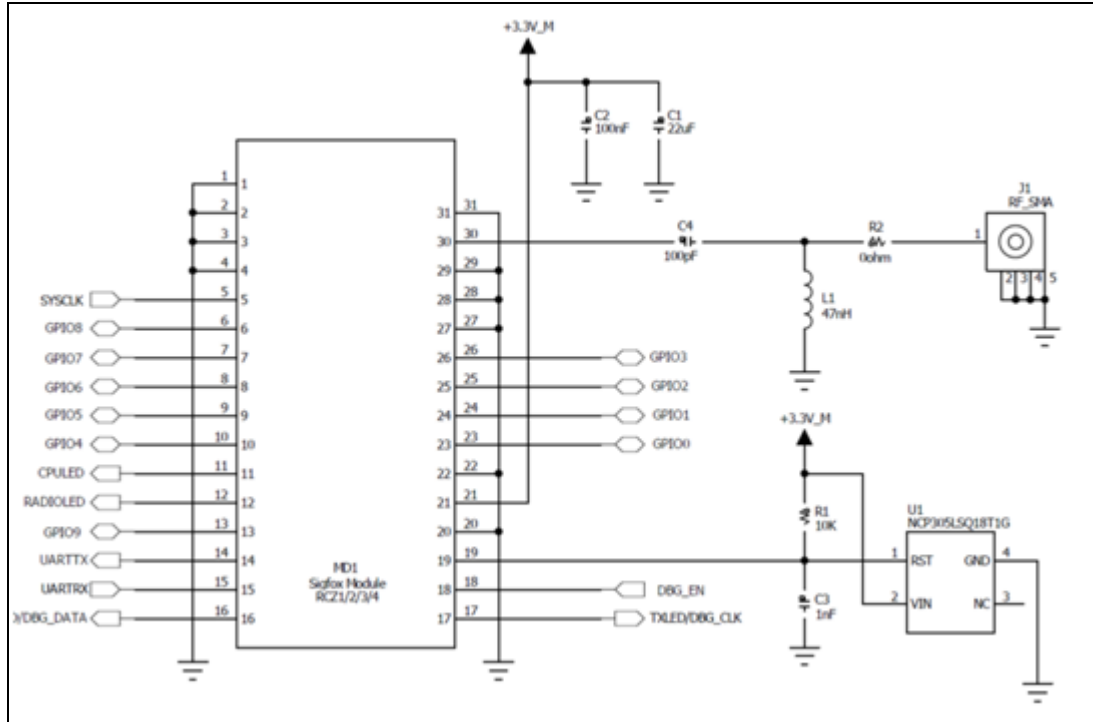 +3.3V_M
C2
100nF
C1
22uF
J1
RF_SMA
1
2 3 4 5
C4
100pF
R2
0ohm
L1
47nH
1 1
2 2
3 3
4 4
SYSCLK 5 5
GPIO8 6 6
GPIO7 7 7
GPIO6 8 8
GPIO5 9 9
GPIO4 10 10
CPULED 11 11
RADIOLED 12 12
GPIO9 13 13
UARTTX 14 14
UARTRX 15 15
/DBG_DATA 16 16
MD1
Sigfox Module
RCZ1/2/3/4
31 31
30 30
29 29
28 28
27 27
26 26 GPIO3
25 25 GPIO2
24 24 GPIO1
23 23 GPIO0
22 22
21 21
20 20
19 19
18 18 DBG_EN
17 17 TXLED/DBG_CLK
+3.3V_M
R1
10K
C3
1nF
U1
NCP305LSQ18T1G
1 RST GND 4
2 VIN NC 3